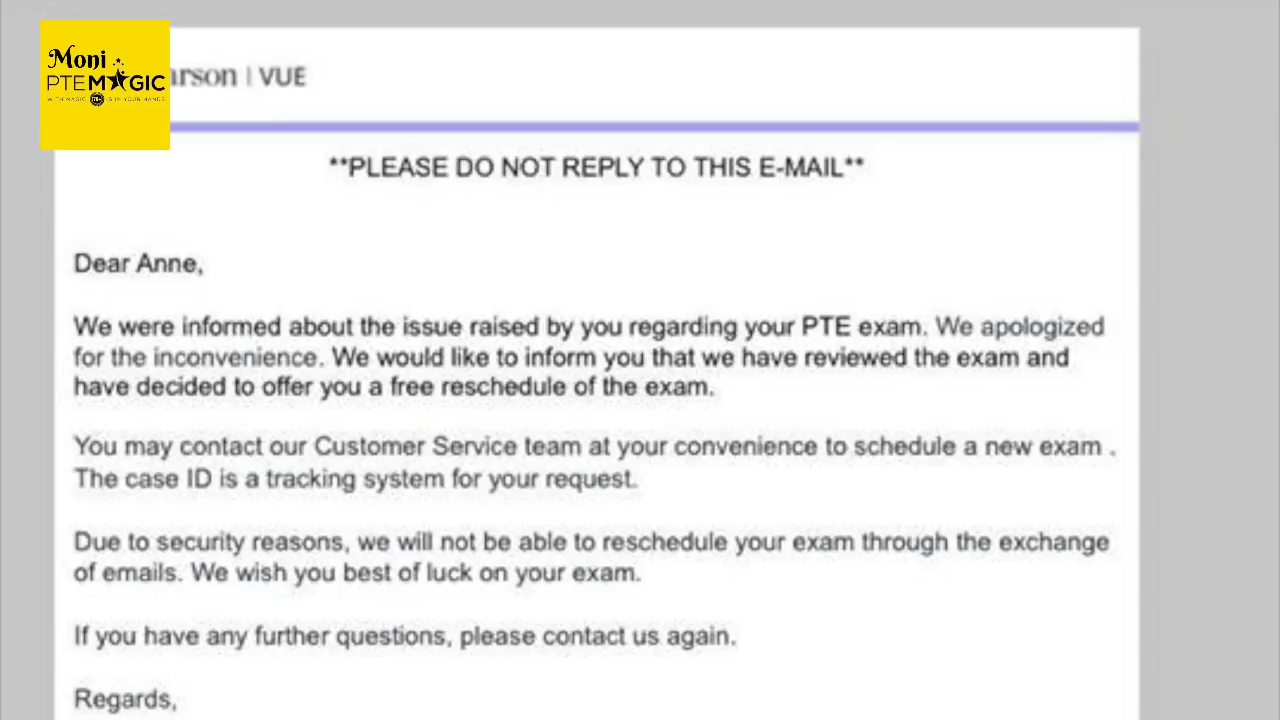 Moni
PTEMAGIC
WITH MAGIC, IS IN YOUR HANDS
arson | VUE
**PLEASE DO NOT REPLY TO THIS E-MAIL**
Dear Anne,
We were informed about the issue raised by you regarding your PTE exam. We apologized
for the inconvenience. We would like to inform you that we have reviewed the exam and
have decided to offer you a free reschedule of the exam.
You may contact our Customer Service team at your convenience to schedule a new exam .
The case ID is a tracking system for your request.
Due to security reasons, we will not be able to reschedule your exam through the exchange
of emails. We wish you best of luck on your exam.
If you have any further questions, please contact us again.
Regards,